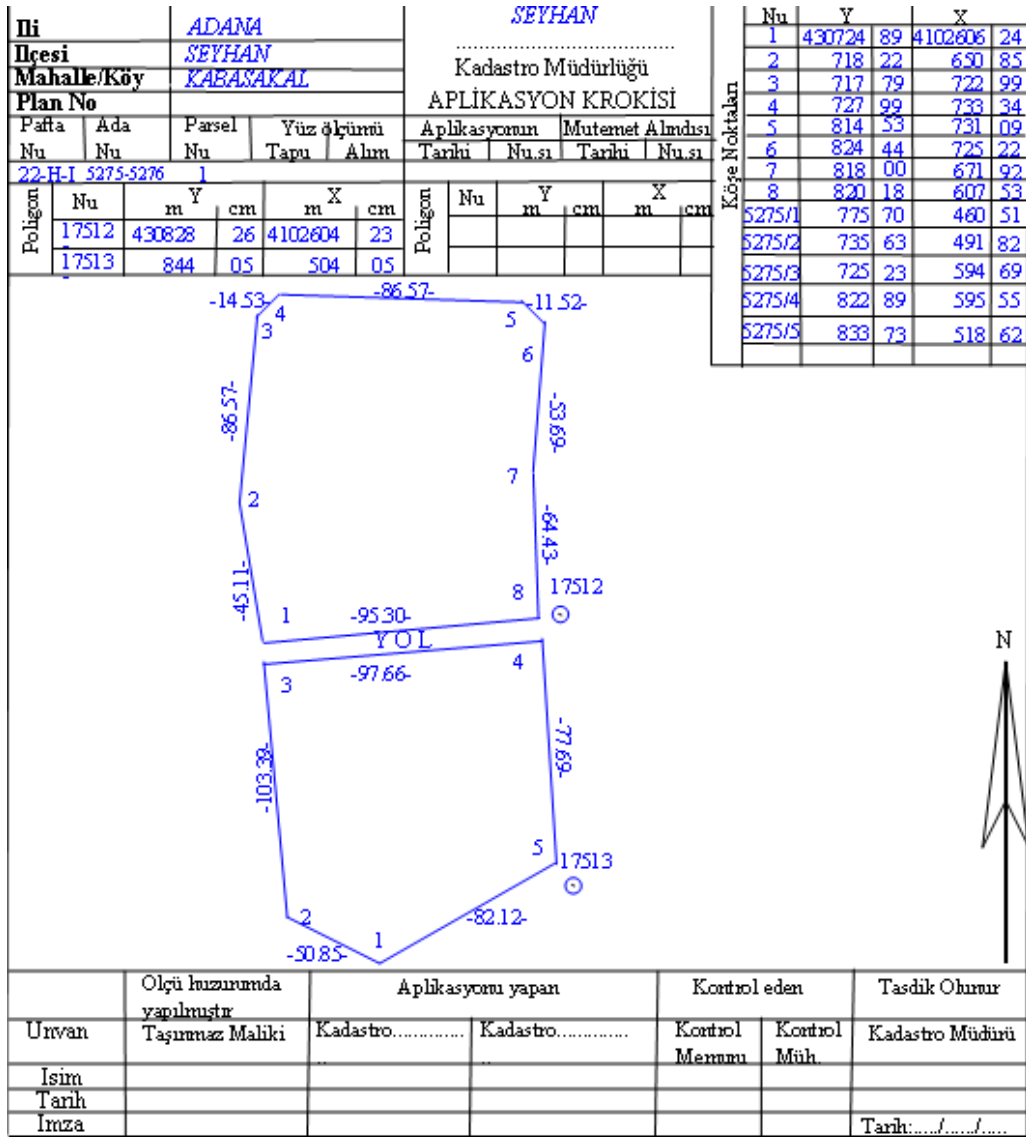 Ili ADANA
Ilçesi SEYHAN
Mahalle/Köy KABASAKAL
Plan No
SEYHAN
......................................
Kadastro Müdürlüğü
APLİKASYON KROKİSİ
Pafta Nu Ada Nu Parsel Nu Yüz ölçümü Tapu Alım
Aplikasyonun Tarihi Nu.sı Mutemet Alındısı Tarihi Nu.sı
22-H-I 5275-5276 1
Poligon Nu Y m cm X m cm
17512 430828 26 4102604 23
17513 844 05 504 05
Poligon Nu Y m cm X m cm
Köşe Noktaları
Nu Y X
1 430724 89 4102606 24
2 718 22 650 85
3 717 79 722 99
4 727 99 733 34
5 814 53 731 09
6 824 44 725 22
7 818 00 671 92
8 820 18 607 53
5275/1 775 70 460 51
5275/2 735 63 491 82
5275/3 725 23 594 69
5275/4 822 89 595 55
5275/5 833 73 518 62
-14.53- -86.57- -11.52-
4
3
5
6
-86.57-
-53.69-
7
2
-64.43-
-45.11-
8
17512
1
-95.30-
YOL
-97.66-
3
4
N
-103.39-
-77.69-
5
17513
2
-82.12-
1
-50.85-
Olçü huzurumda yapılmıştır
Aplikasyonu yapan
Kontrol eden
Tasdik Olunur
Unvan
Taşınmaz Maliki
Kadastro..............
..
Kadastro.............
..
Kontrol Memuru
Kontrol Müh.
Kadastro Müdürü
Isim
Tarih
Imza
Tarih:...../....../.....